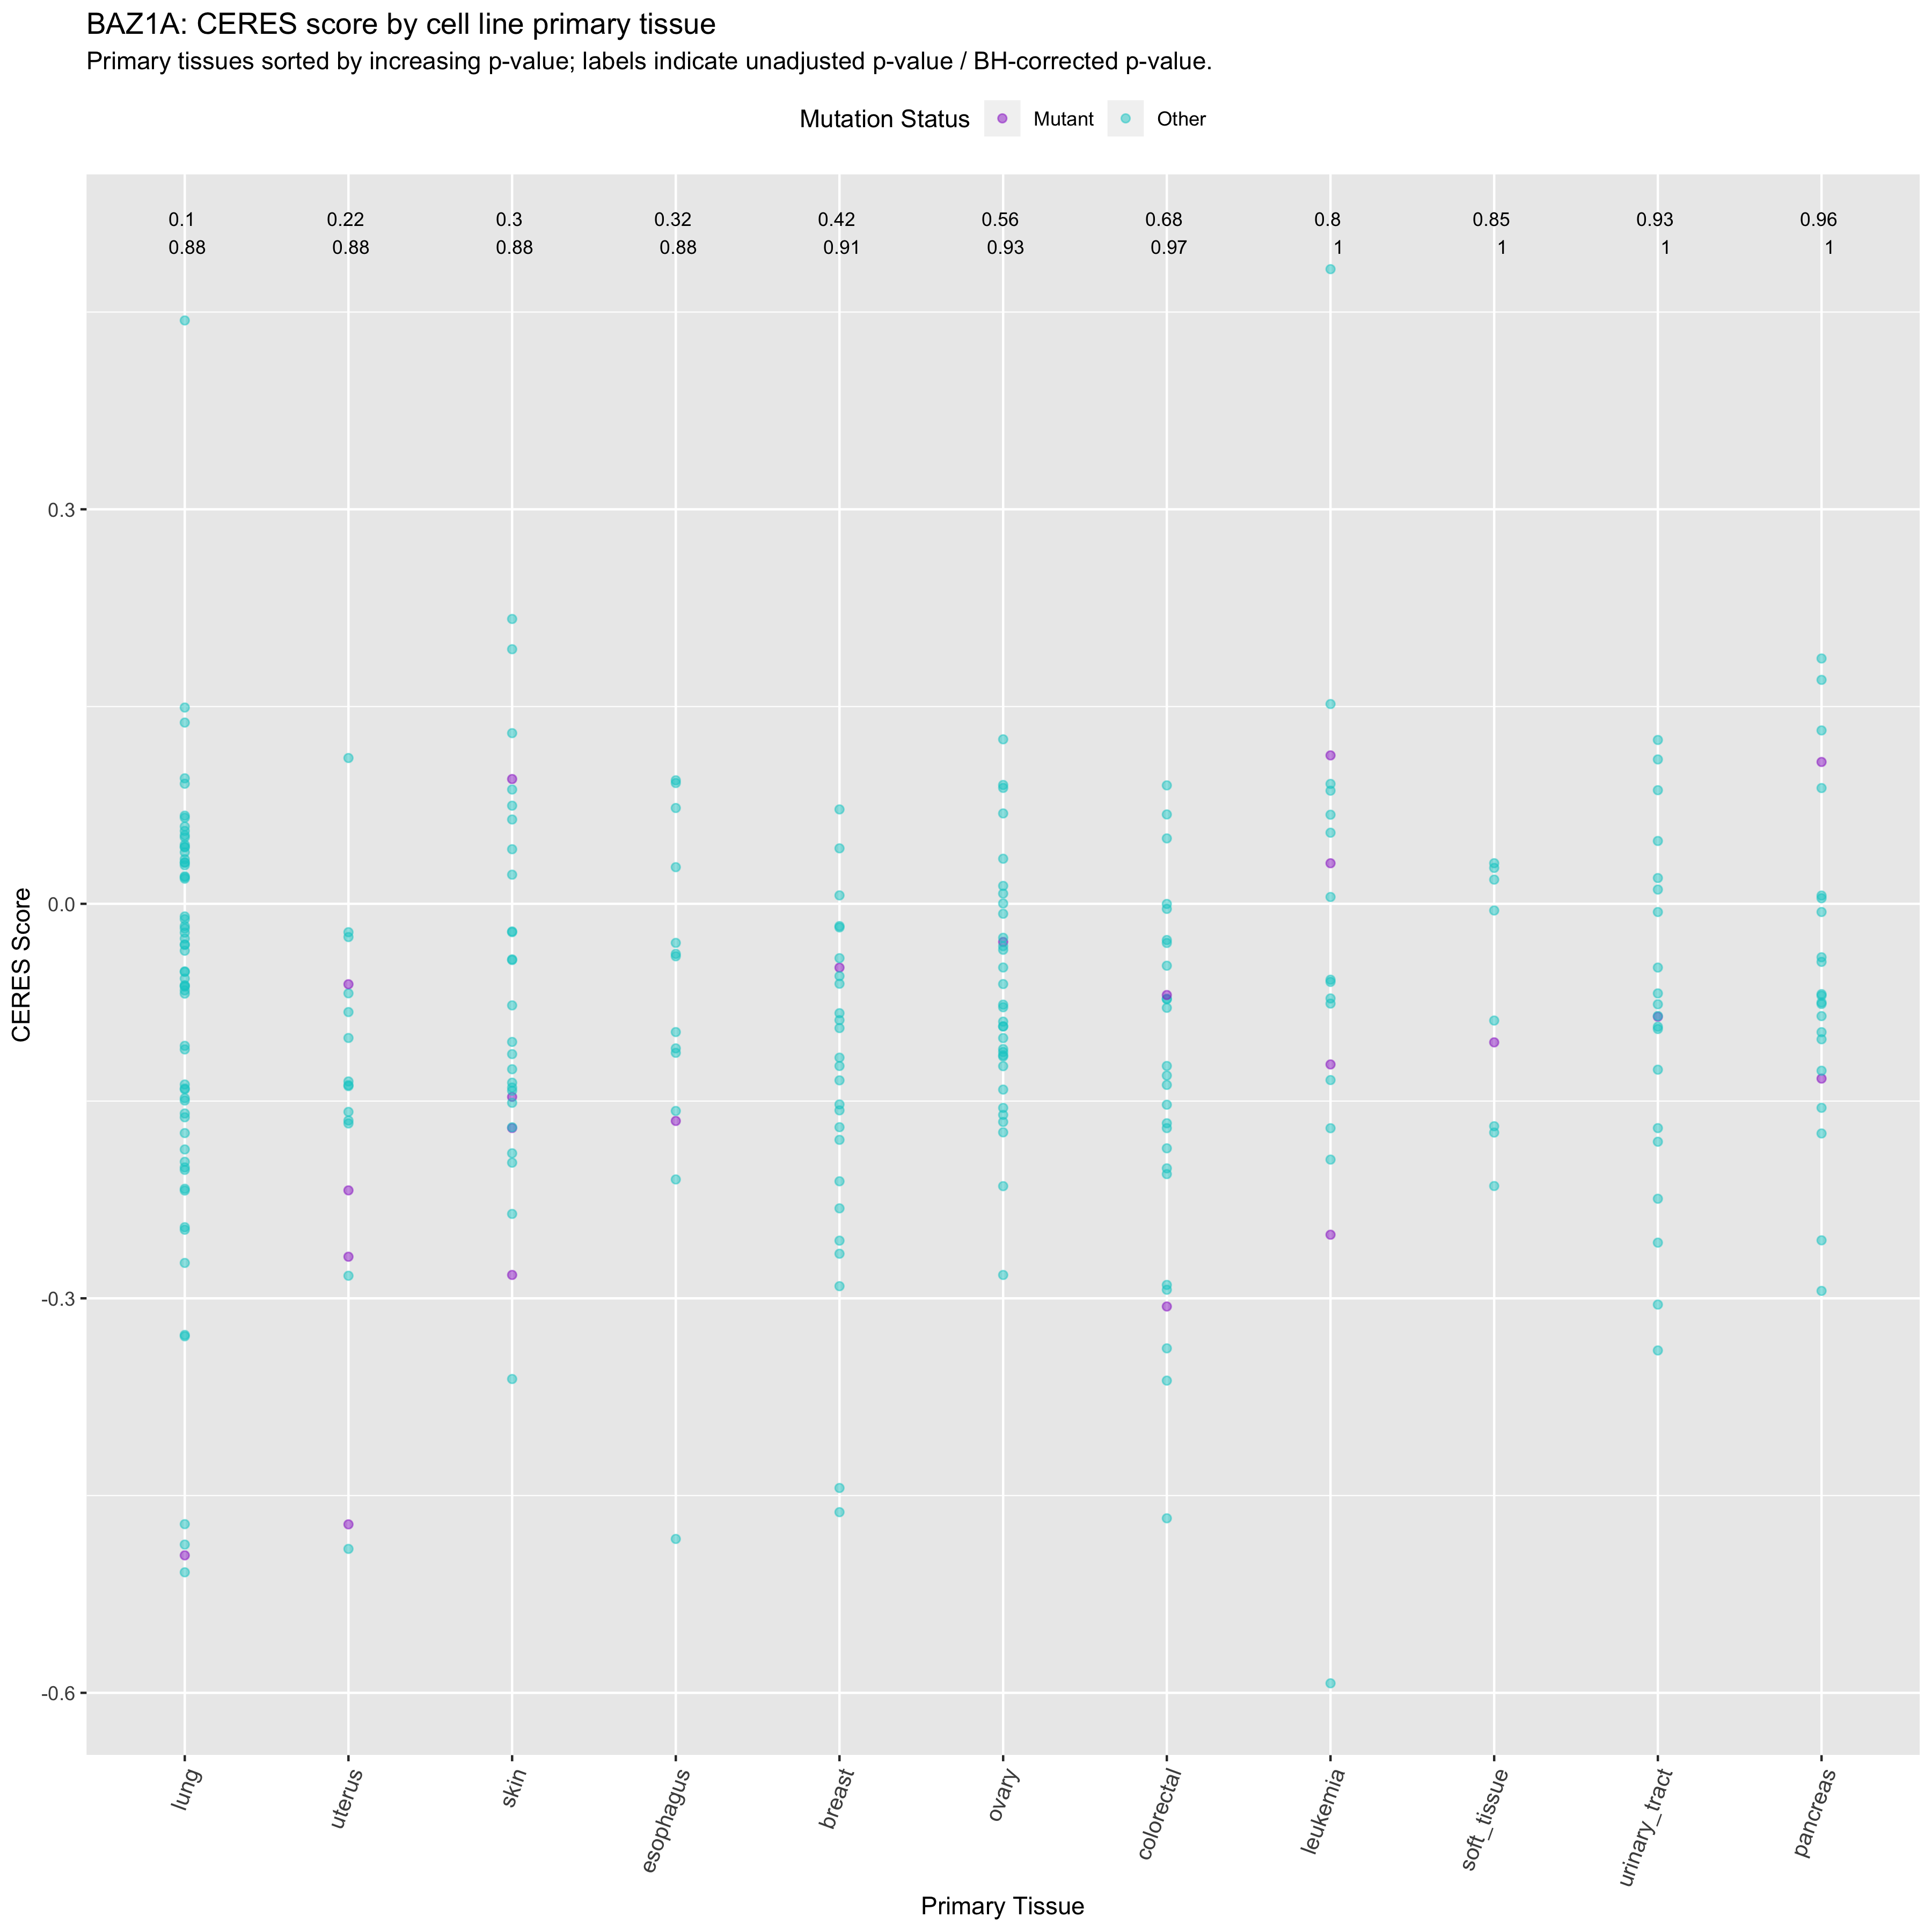 BAZ1A: CERES score by cell line primary tissue
Primary tissues sorted by increasing p-value; labels indicate unadjusted p-value / BH-corrected p-value.
Mutation Status Mutant Other
0.1 0.22 0.3 0.32 0.42 0.56 0.68 0.8 0.85 0.93 0.96
0.88 0.88 0.88 0.88 0.91 0.93 0.97 1 1 1 1
0.3
0.0
-0.3
-0.6
CERES Score
lung uterus skin esophagus breast ovary colorectal leukemia soft_tissue urinary_tract pancreas
Primary Tissue